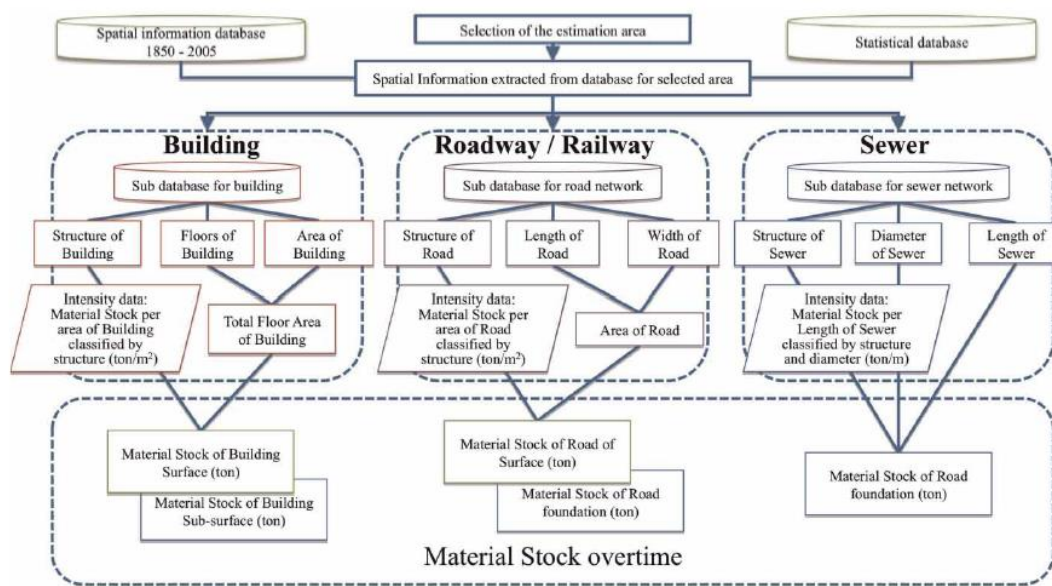 Spatial information database
1850 - 2005
Selection of the estimation area
Statistical database
Spatial Information extracted from database for selected area
Building
Sub database for building
Structure of
Building
Floors of
Building
Area of
Building
Intensity data:
Material Stock per
area of Building
classified by
structure (ton/m²)
Total Floor Area
of Building
Roadway / Railway
Sub database for road network
Structure of
Road
Length of
Road
Width of
Road
Intensity data:
Material Stock per
area of Road
classified by
structure (ton/m²)
Area of Road
Sewer
Sub database for sewer network
Structure of
Sewer
Diameter
of Sewer
Length of
Sewer
Intensity data:
Material Stock per
Length of Sewer
classified by structure
and diameter (ton/m)
Material Stock of Building
Surface (ton)
Material Stock of Building
Sub-surface (ton)
Material Stock of Road of
Surface (ton)
Material Stock of Road
foundation (ton)
Material Stock of Road
foundation (ton)
Material Stock overtime